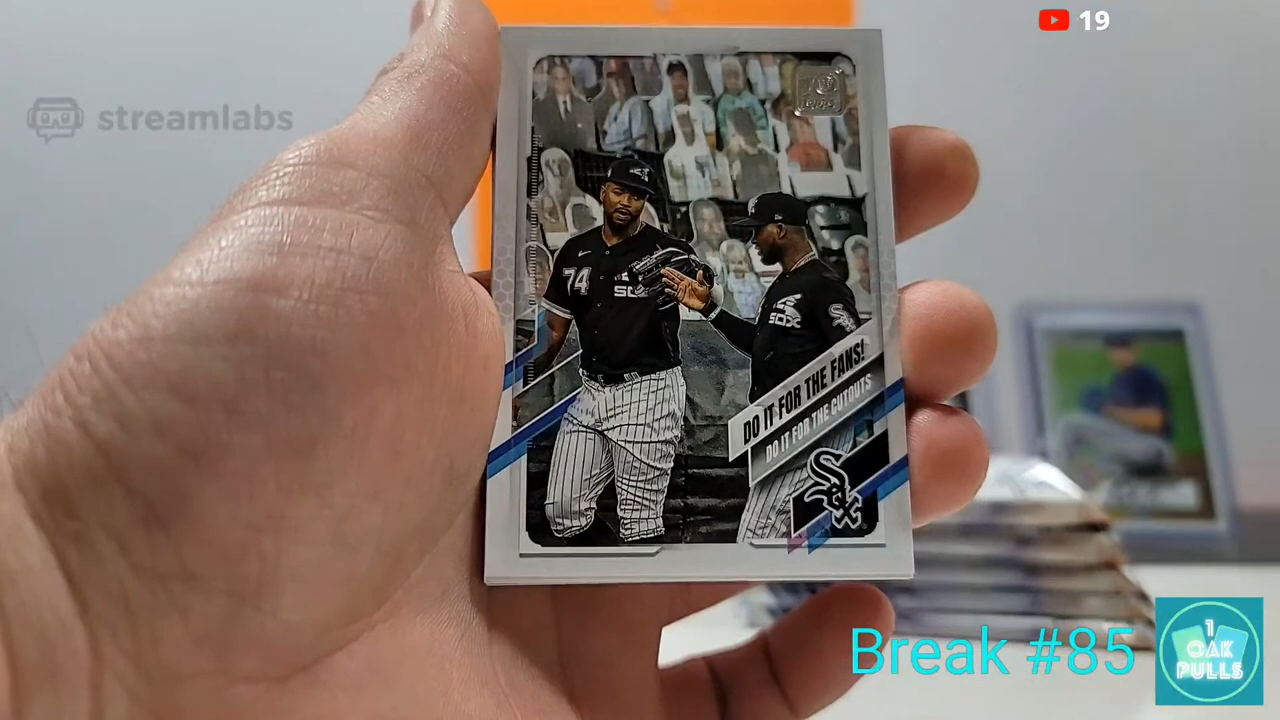 19
streamlabs
70
74
SOX
SOX
DO IT FOR THE FANS!
DO IT FOR THE CUTOUTS
SOX
Break #85
1
OAK
PULLS